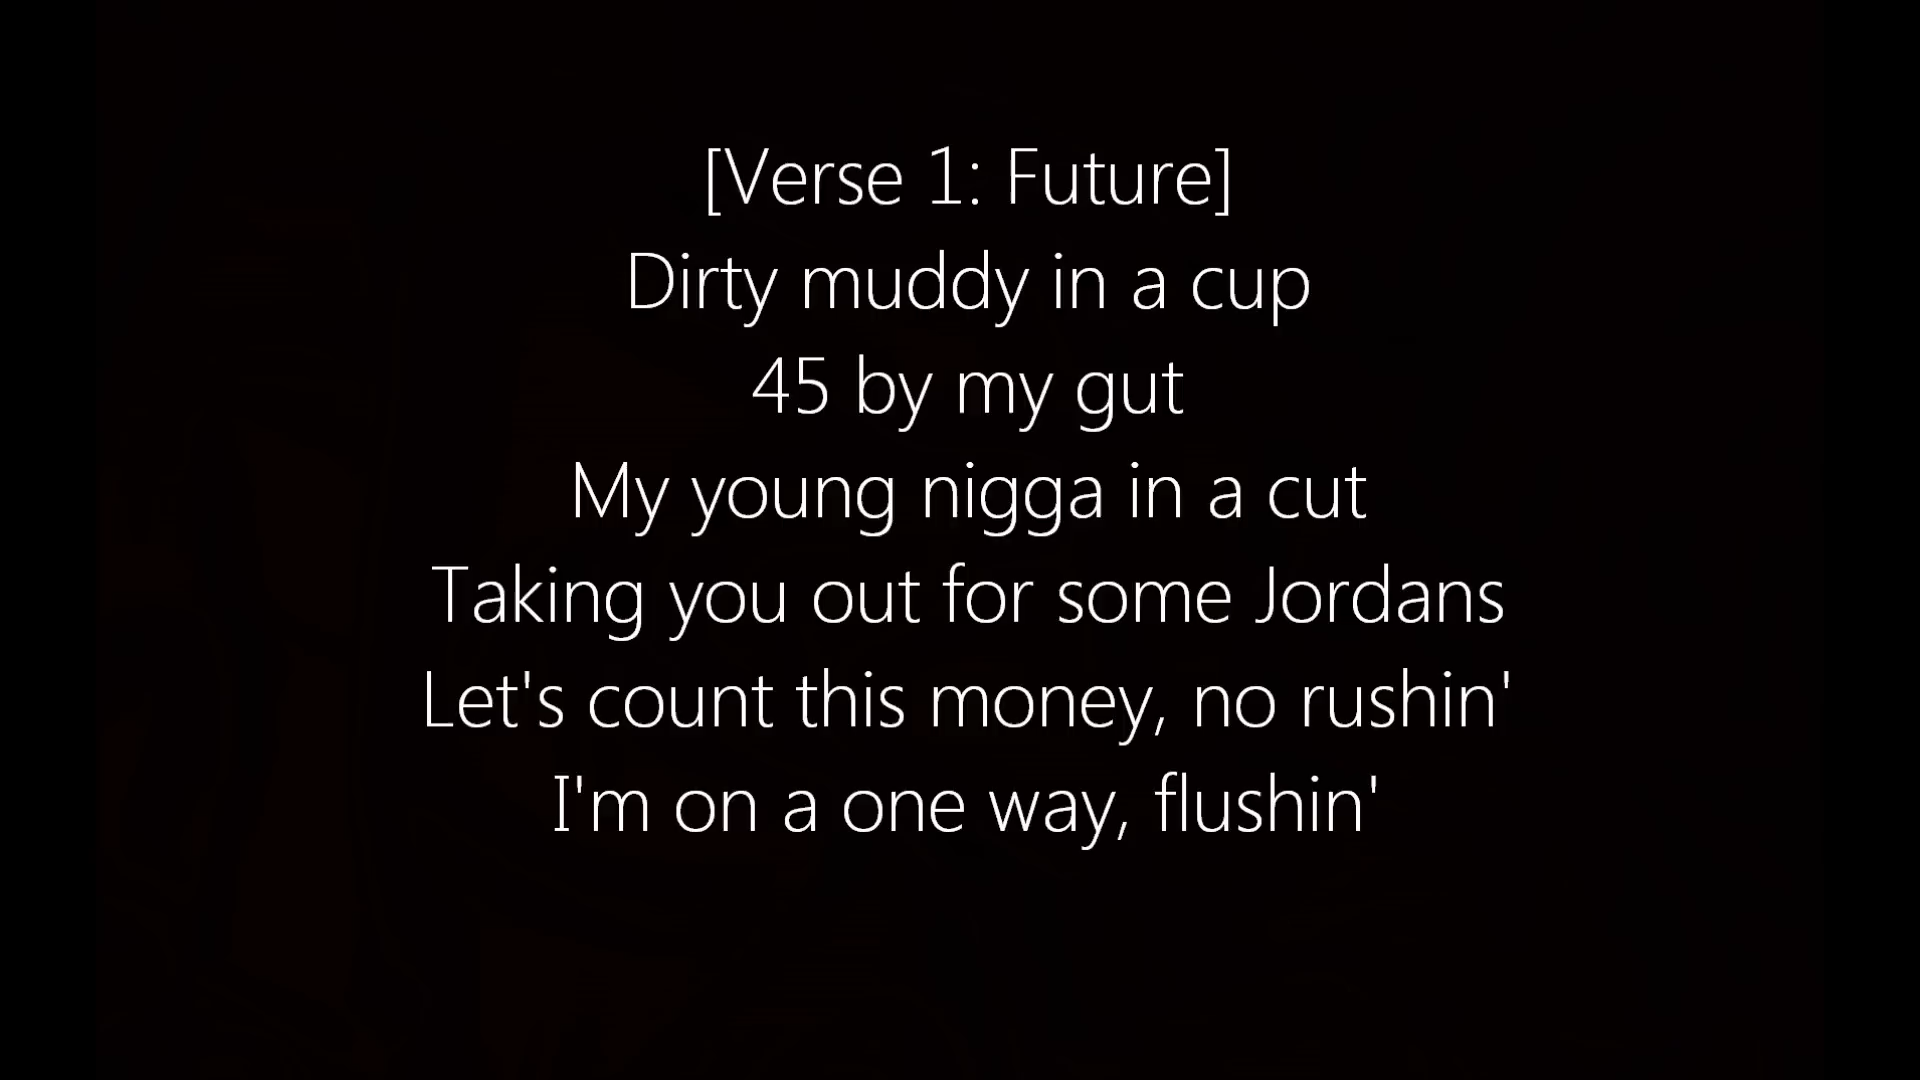 [Verse 1: Future]
Dirty muddy in a cup
45 by my gut
My young nigga in a cut
Taking you out for some Jordans
Let's count this money, no rushin'
I'm on a one way, flushin'